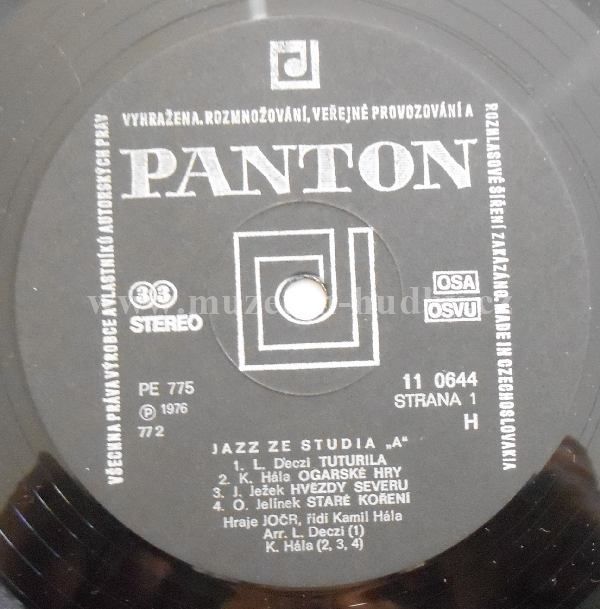 VŠECHNA PRÁVA VÝROBCE A VLASTNÍKŮ AUTORSKÝCH PRÁV
VYHRAŽENA. ROZMNOŽOVÁNÍ, VEŘEJNÉ PROVOZOVÁNÍ A
ROZHLASOVÉ ŠÍŘENÍ ZAKÁZÁNO. MADE IN CZECHOSLOVAKIA
PANTON
33
STEREO
OSA
OSVU
PE 775
℗ 1976
77 2
11 0644
STRANA 1
H
JAZZ ZE STUDIA „A"
1. L. Deczi TUTURILA
2. K. Hála OGARSKÉ HRY
3. J. Ježek HVĚZDY SEVERU
4. O. Jelínek STARÉ KOŘENÍ
Hraje JOČR, řídí Kamil Hála
Arr. L. Deczi (1)
K. Hála (2, 3, 4)